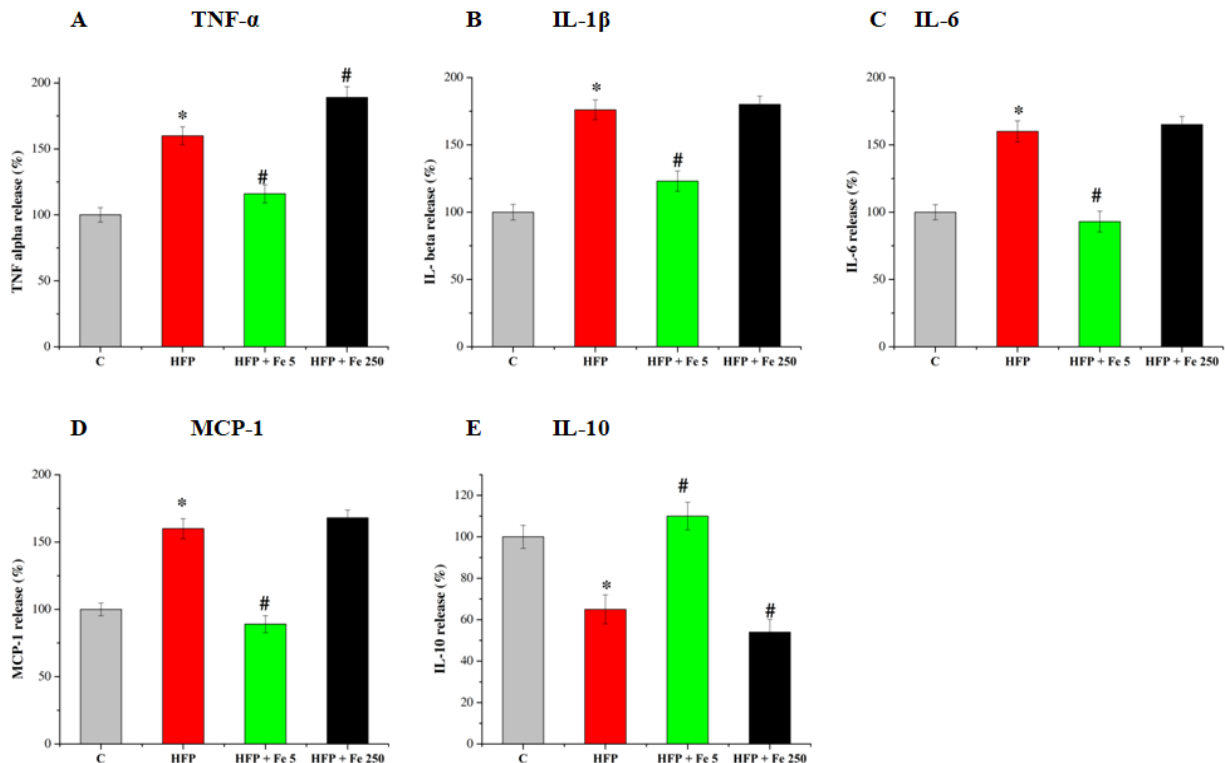 A TNF-α
TNF alpha release (%)
200
150
100
50
0
*
#
#
C HFP HFP + Fe 5 HFP + Fe 250
B IL-1β
IL- beta release (%)
200
150
100
50
0
*
#
C HFP HFP + Fe 5 HFP + Fe 250
C IL-6
IL-6 release (%)
200
150
100
50
0
*
#
C HFP HFP + Fe 5 HFP + Fe 250
D MCP-1
MCP-1 release (%)
200
150
100
50
0
*
#
C HFP HFP + Fe 5 HFP + Fe 250
E IL-10
IL-10 release (%)
120
100
80
60
40
20
0
*
#
#
C HFP HFP + Fe 5 HFP + Fe 250